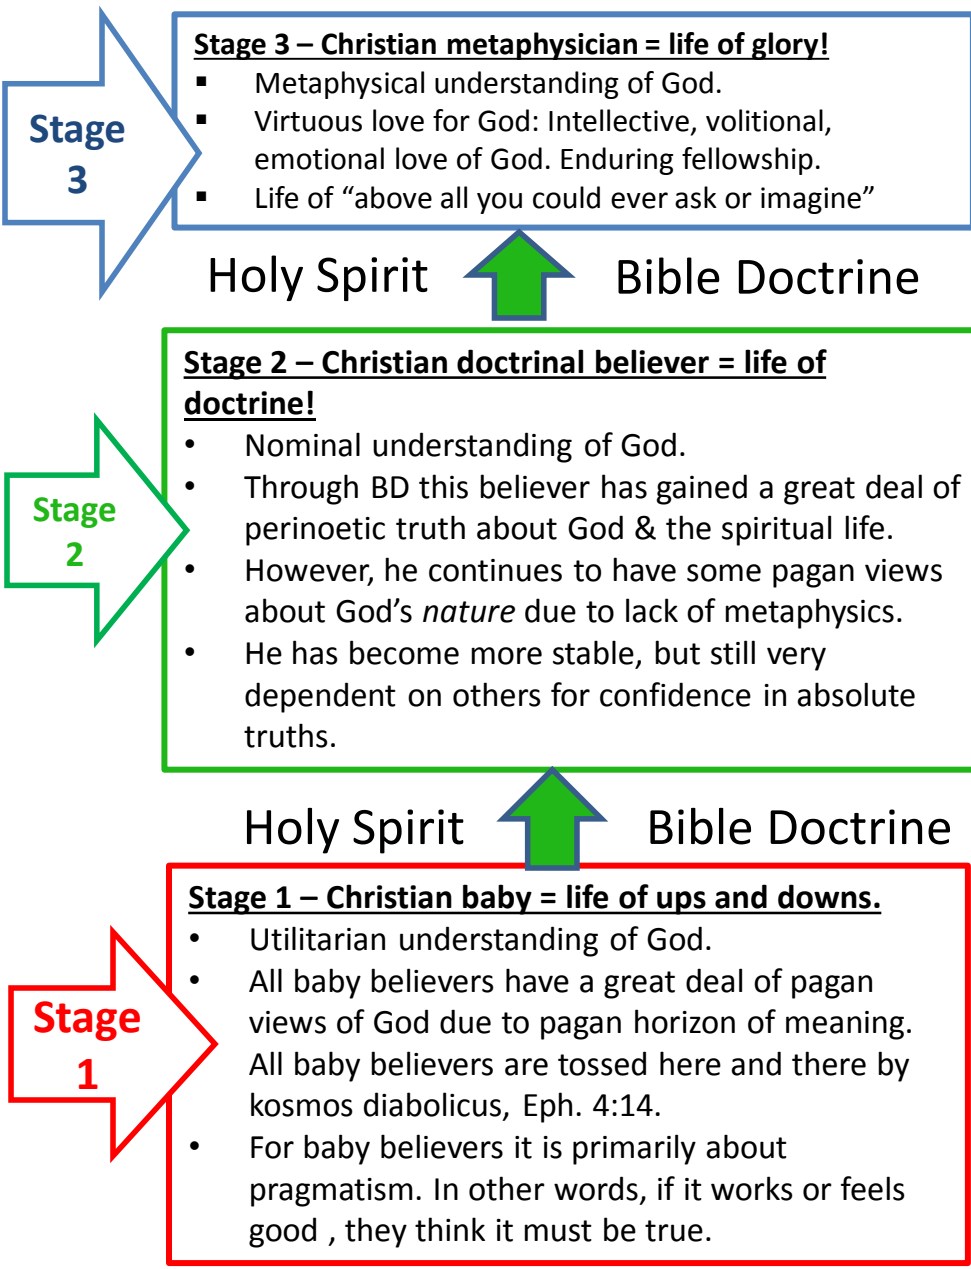 Stage 3 – Christian metaphysician = life of glory!
▪ Metaphysical understanding of God.
▪ Virtuous love for God: Intellective, volitional,
emotional love of God. Enduring fellowship.
▪ Life of “above all you could ever ask or imagine”
Stage
3
Holy Spirit Bible Doctrine
Stage 2 – Christian doctrinal believer = life of
doctrine!
• Nominal understanding of God.
• Through BD this believer has gained a great deal of
perinoetic truth about God & the spiritual life.
• However, he continues to have some pagan views
about God’s nature due to lack of metaphysics.
• He has become more stable, but still very
dependent on others for confidence in absolute
truths.
Stage
2
Holy Spirit Bible Doctrine
Stage 1 – Christian baby = life of ups and downs.
• Utilitarian understanding of God.
• All baby believers have a great deal of pagan
views of God due to pagan horizon of meaning.
All baby believers are tossed here and there by
kosmos diabolicus, Eph. 4:14.
• For baby believers it is primarily about
pragmatism. In other words, if it works or feels
good , they think it must be true.
Stage
1